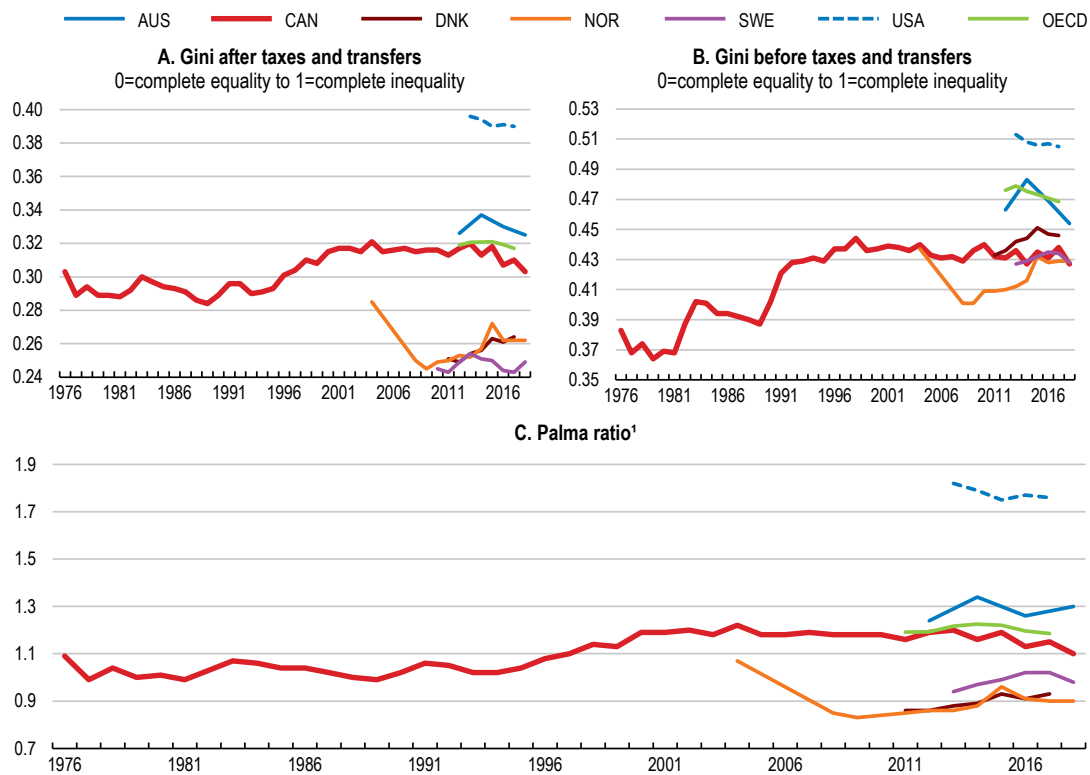 AUS CAN DNK NOR SWE USA OECD
A. Gini after taxes and transfers
0=complete equality to 1=complete inequality
0.40
0.38
0.36
0.34
0.32
0.30
0.28
0.26
0.24
1976 1981 1986 1991 1996 2001 2006 2011 2016
B. Gini before taxes and transfers
0=complete equality to 1=complete inequality
0.53
0.51
0.49
0.47
0.45
0.43
0.41
0.39
0.37
0.35
1976 1981 1986 1991 1996 2001 2006 2011 2016
C. Palma ratio¹
1.9
1.7
1.5
1.3
1.1
0.9
0.7
1976 1981 1986 1991 1996 2001 2006 2011 2016